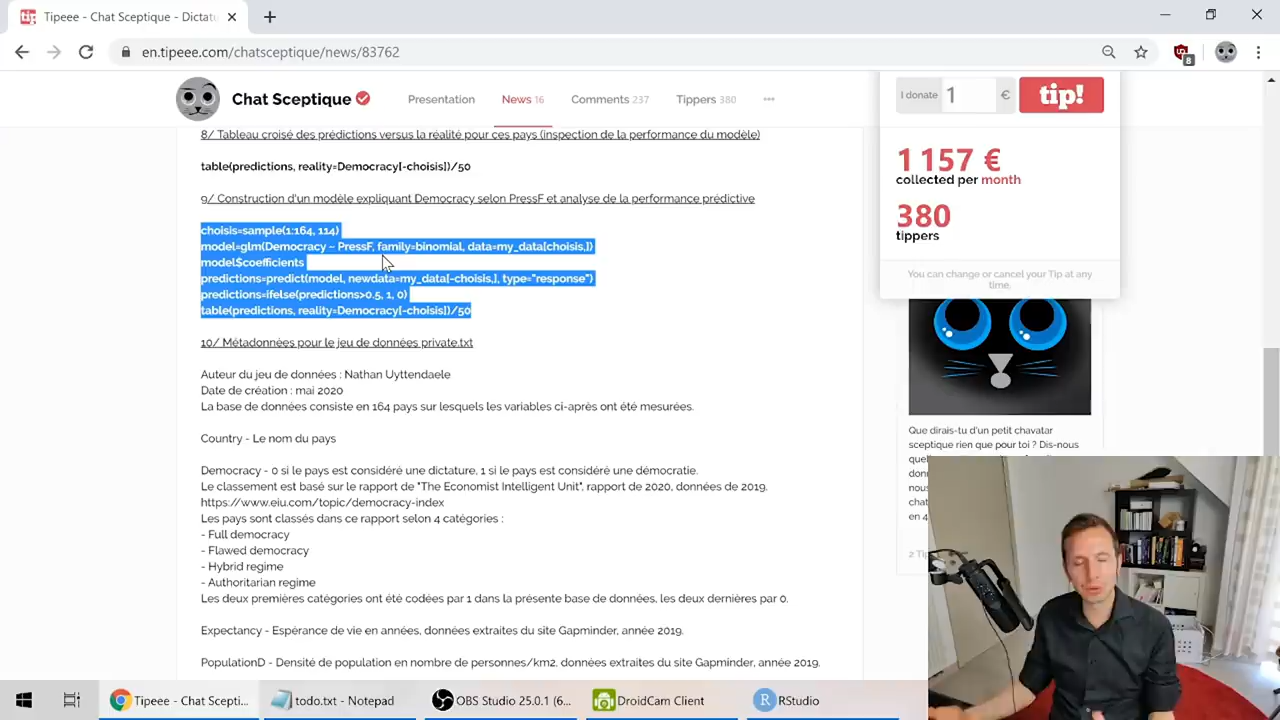 Tipeee - Chat Sceptique - Dictatu
en.tipeee.com/chatsceptique/news/83762
8
Chat Sceptique
Presentation
News 16
Comments 237
Tippers 380
I donate
1
€
tip!
1 157 €
collected per month
380
tippers
You can change or cancel your Tip at any
time.
8/ Tableau croisé des prédictions versus la réalité pour ces pays (inspection de la performance du modèle)
table(predictions, reality=Democracy[-choisis])/50
9/ Construction d'un modèle expliquant Democracy selon PressF et analyse de la performance prédictive
choisis=sample(1:164, 114)
model=glm(Democracy ~ PressF, family=binomial, data=my_data[choisis,])
model$coefficients
predictions=predict(model, newdata=my_data[-choisis,], type="response")
predictions=ifelse(predictions>0.5, 1, 0)
table(predictions, reality=Democracy[-choisis])/50
10/ Métadonnées pour le jeu de données private.txt
Auteur du jeu de données : Nathan Uyttendaele
Date de création : mai 2020
La base de données consiste en 164 pays sur lesquels les variables ci-après ont été mesurées.
Country - Le nom du pays
Democracy - 0 si le pays est considéré une dictature, 1 si le pays est considéré une démocratie.
Le classement est basé sur le rapport de "The Economist Intelligent Unit", rapport de 2020, données de 2019.
https://www.eiu.com/topic/democracy-index
Les pays sont classés dans ce rapport selon 4 catégories :
- Full democracy
- Flawed democracy
- Hybrid regime
- Authoritarian regime
Les deux premières catégories ont été codées par 1 dans la présente base de données, les deux dernières par 0.
Expectancy - Espérance de vie en années, données extraites du site Gapminder, année 2019.
PopulationD - Densité de population en nombre de personnes/km2, données extraites du site Gapminder, année 2019.
Que dirais-tu d'un petit chavatar
sceptique rien que pour toi ? Dis-nous
en 4
Tipeee - Chat Scepti...
todo.txt - Notepad
OBS Studio 25.0.1 (6...
DroidCam Client
RStudio